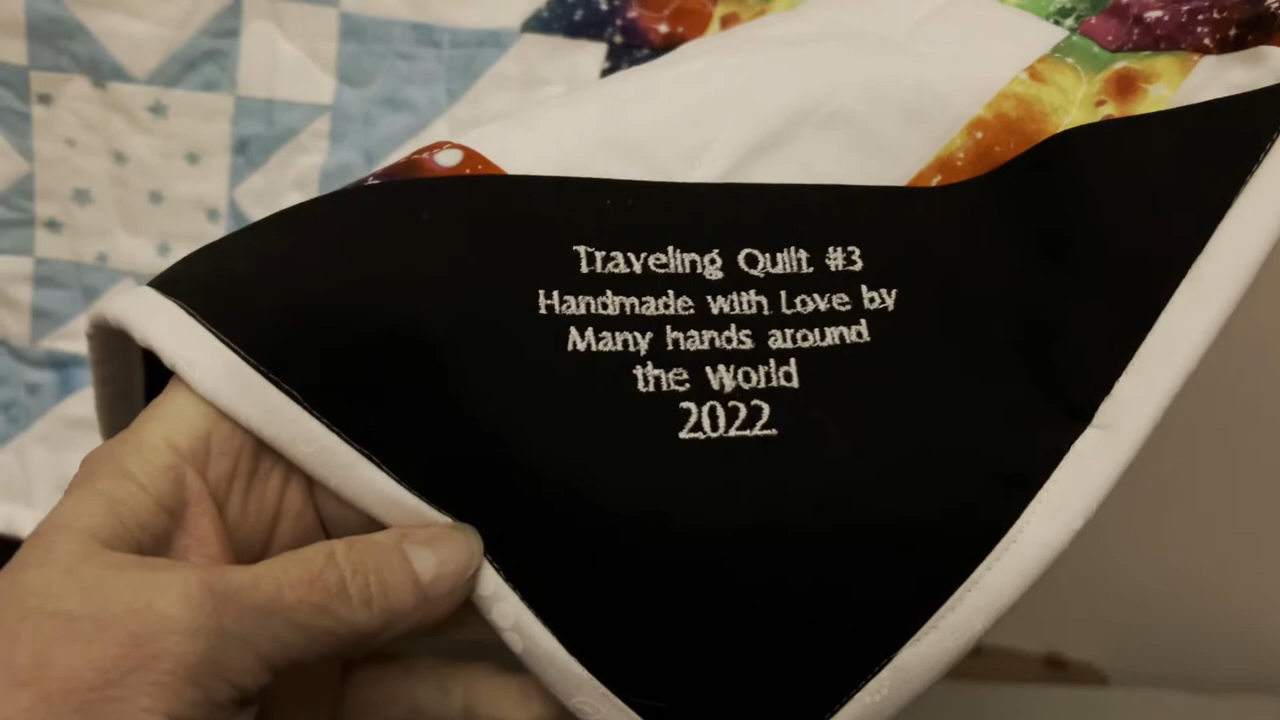 Traveling Quilt #3
Handmade with Love by
Many hands around
the World
2022